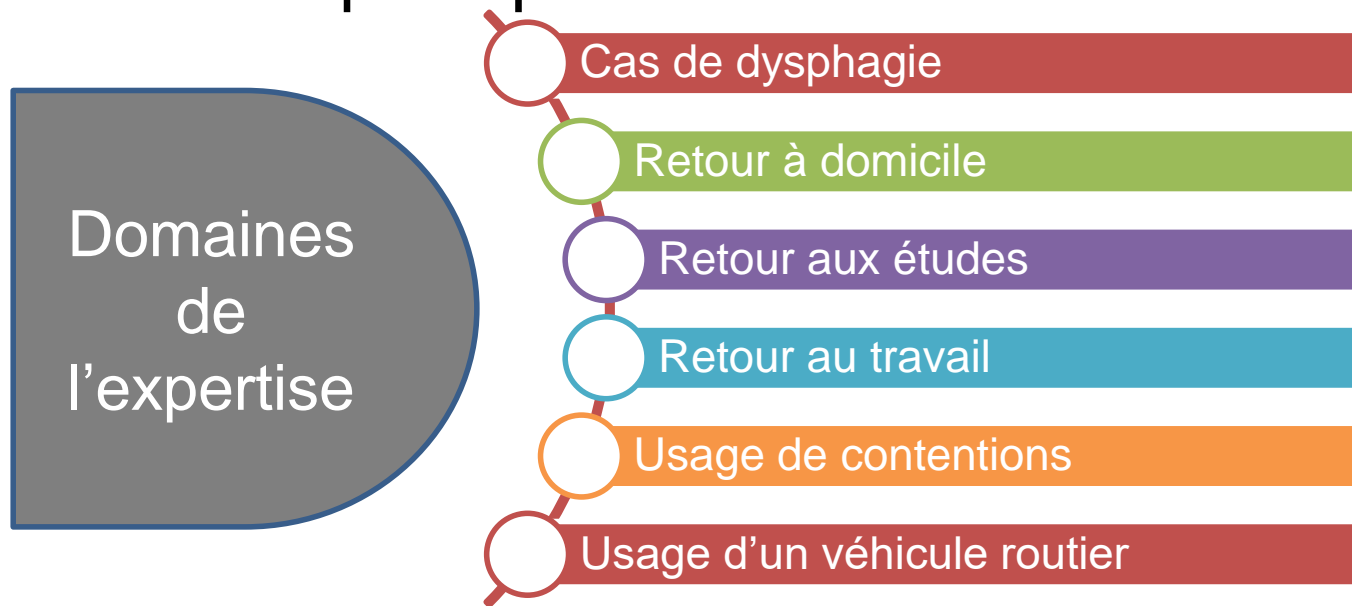 Domaines
de
l'expertise
Cas de dysphagie
Retour à domicile
Retour aux études
Retour au travail
Usage de contentions
Usage d'un véhicule routier